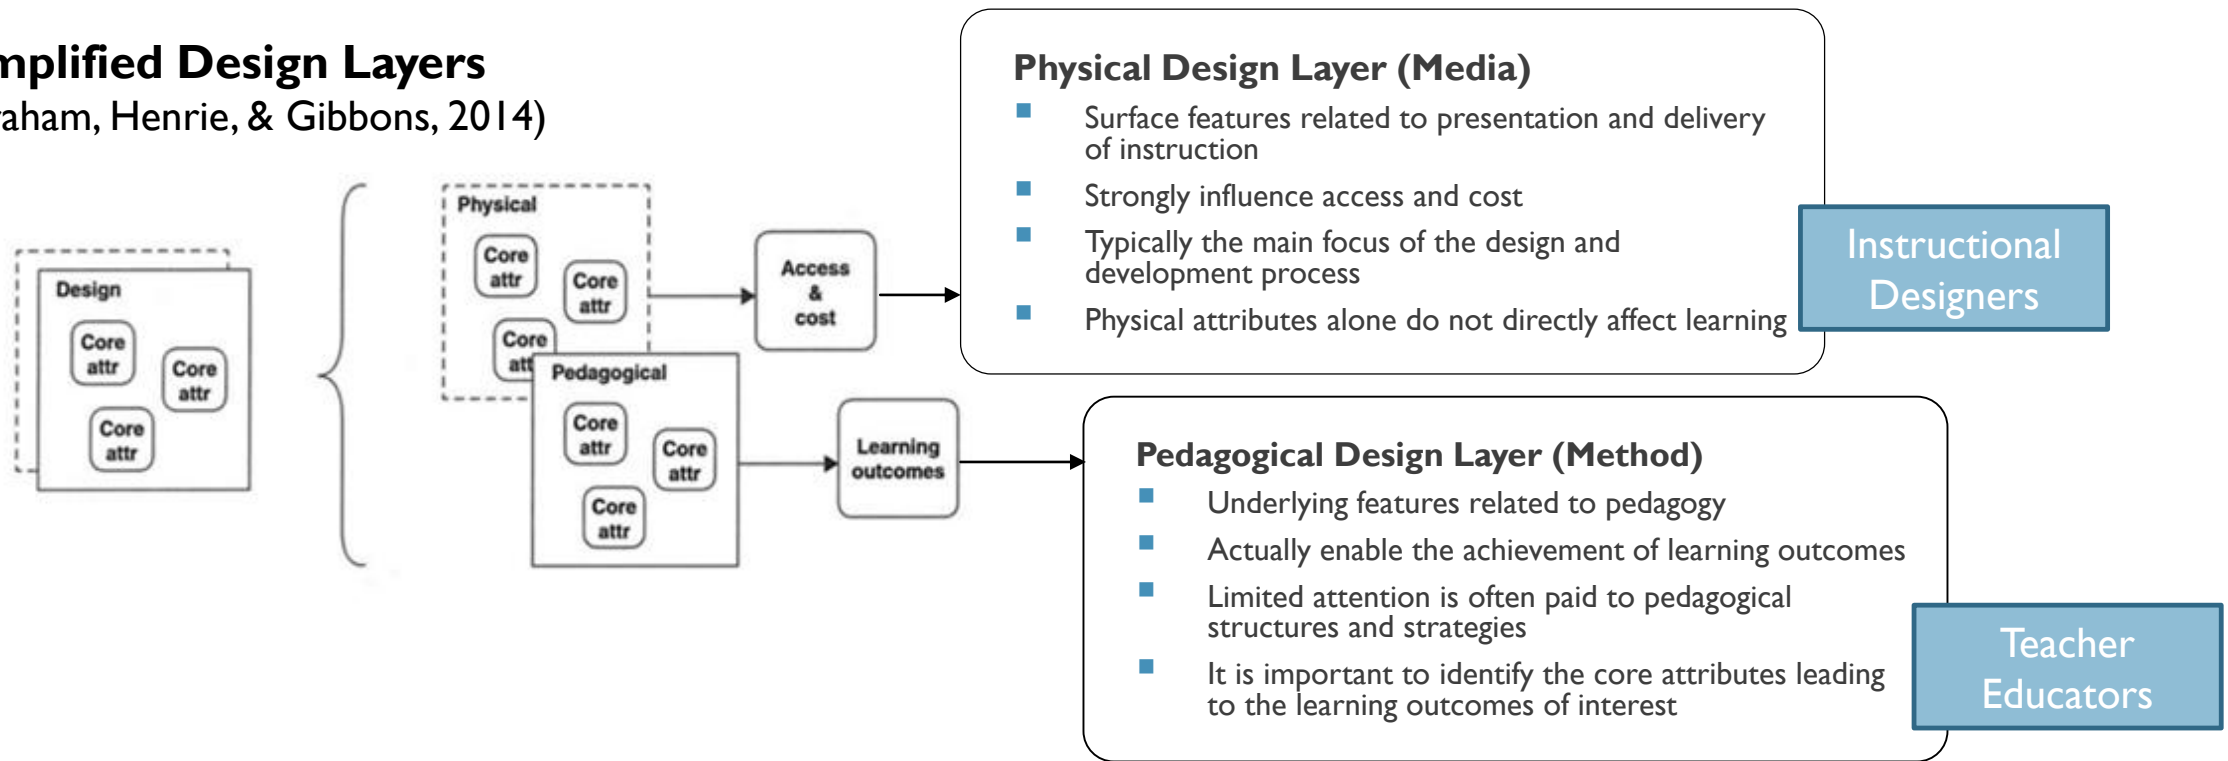 mplified Design Layers
raham, Henrie, & Gibbons, 2014)
Design
Core
attr
Core
attr
Core
attr
Physical
Core
attr
Core
attr
Core
att
Pedagogical
Core
attr
Core
attr
Core
attr
Access
&
cost
Learning
outcomes
Physical Design Layer (Media)
Surface features related to presentation and delivery
of instruction
Strongly influence access and cost
Typically the main focus of the design and
development process
Physical attributes alone do not directly affect learning
Instructional
Designers
Pedagogical Design Layer (Method)
Underlying features related to pedagogy
Actually enable the achievement of learning outcomes
Limited attention is often paid to pedagogical
structures and strategies
It is important to identify the core attributes leading
to the learning outcomes of interest
Teacher
Educators